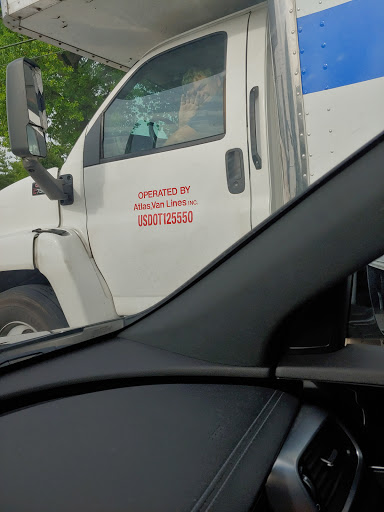 OPERATED BY
Atlas Van Lines INC.
USDOT125550